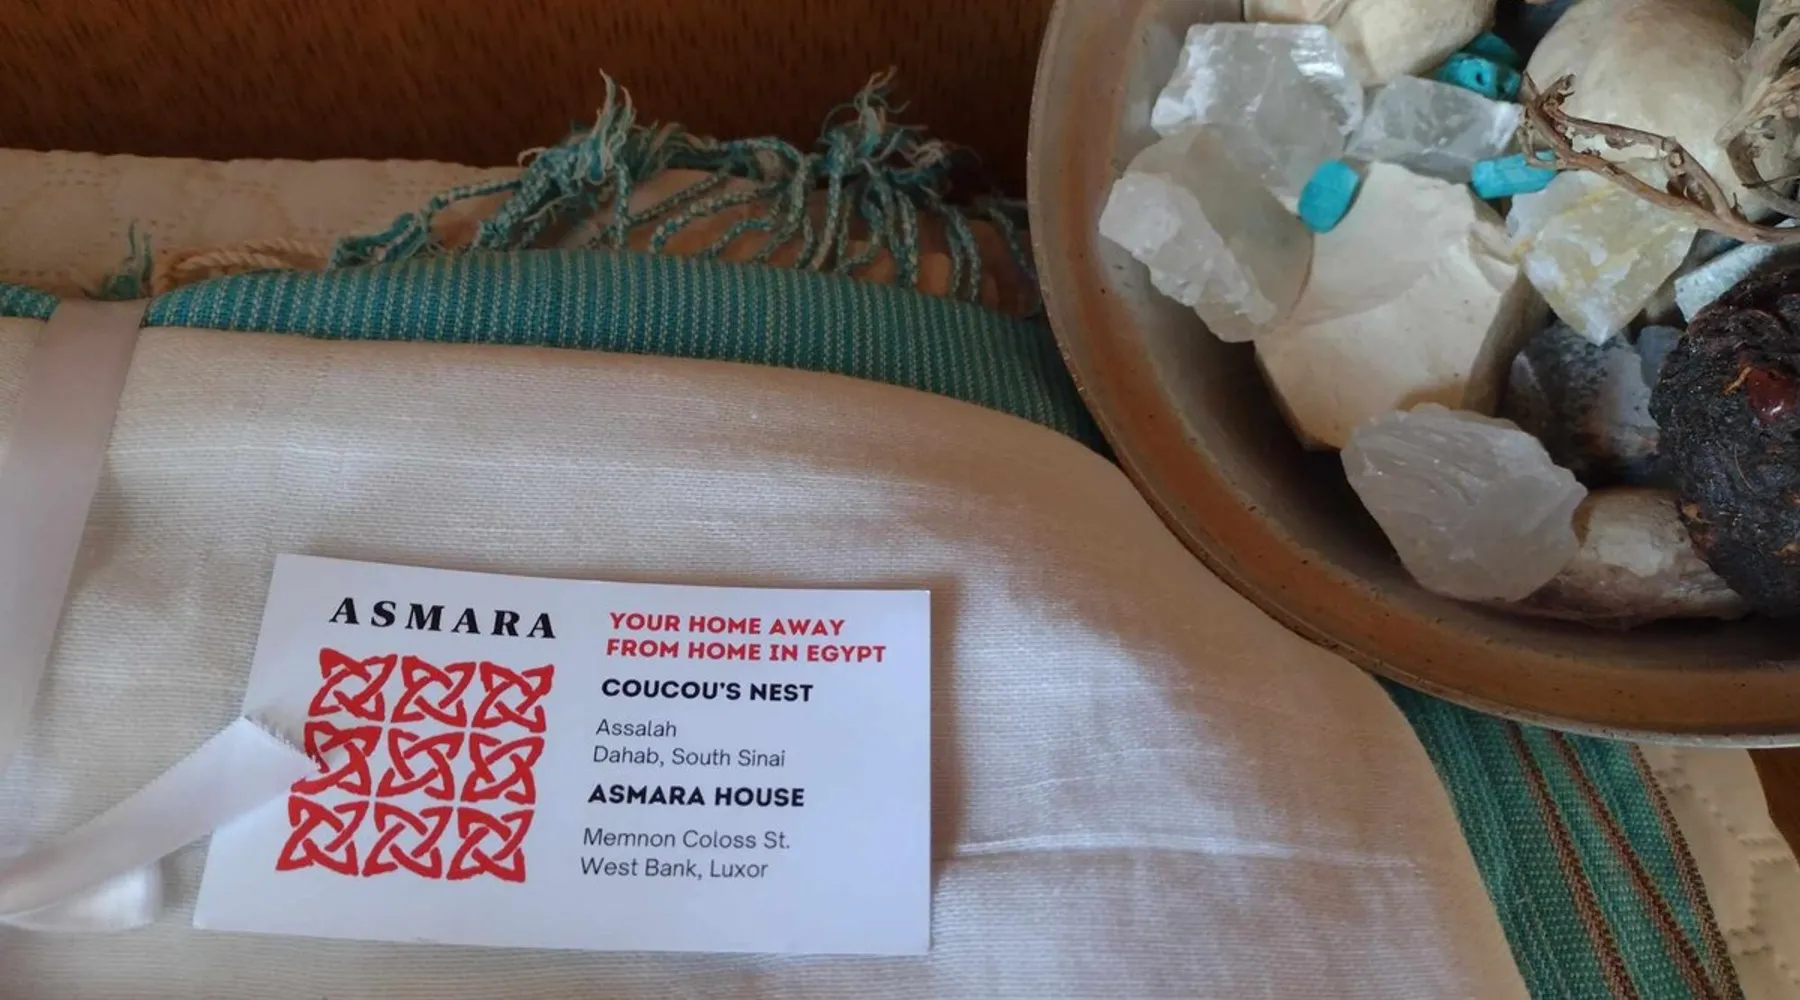 ASMARA
YOUR HOME AWAY
FROM HOME IN EGYPT
COUCOU'S NEST
Assalah
Dahab, South Sinai
ASMARA HOUSE
Memnon Coloss St.
West Bank, Luxor